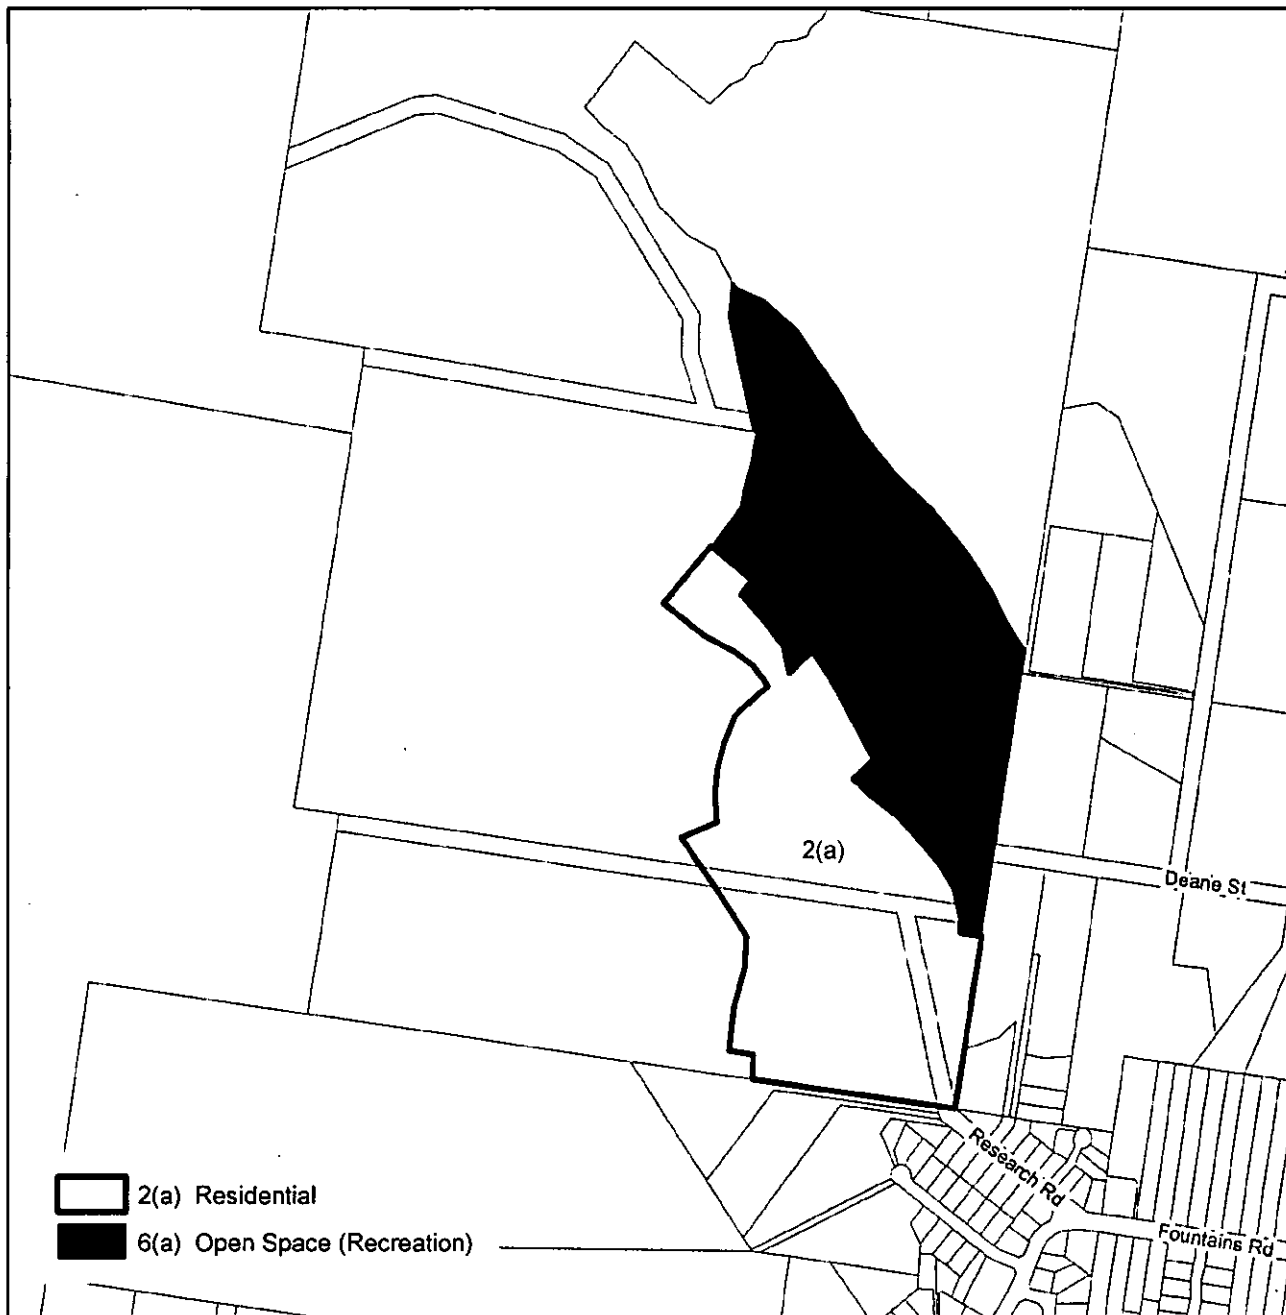 2(a)
Deane St
Research Rd
Fountains Rd
2(a) Residential
6(a) Open Space (Recreation)